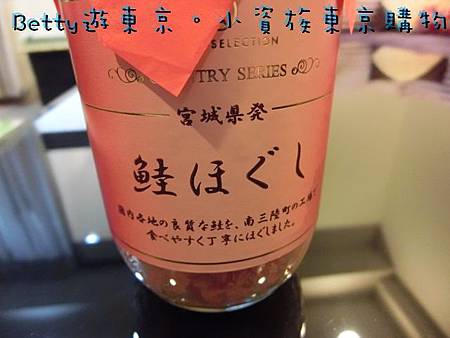 Betty遊東京。小資族東京購物
SELECTION
TRY SERIES
宮城県発
鮭ほぐし
国内各地の良質な鮭を、南三陸町の工場で
食べやすく丁寧にほぐしました。